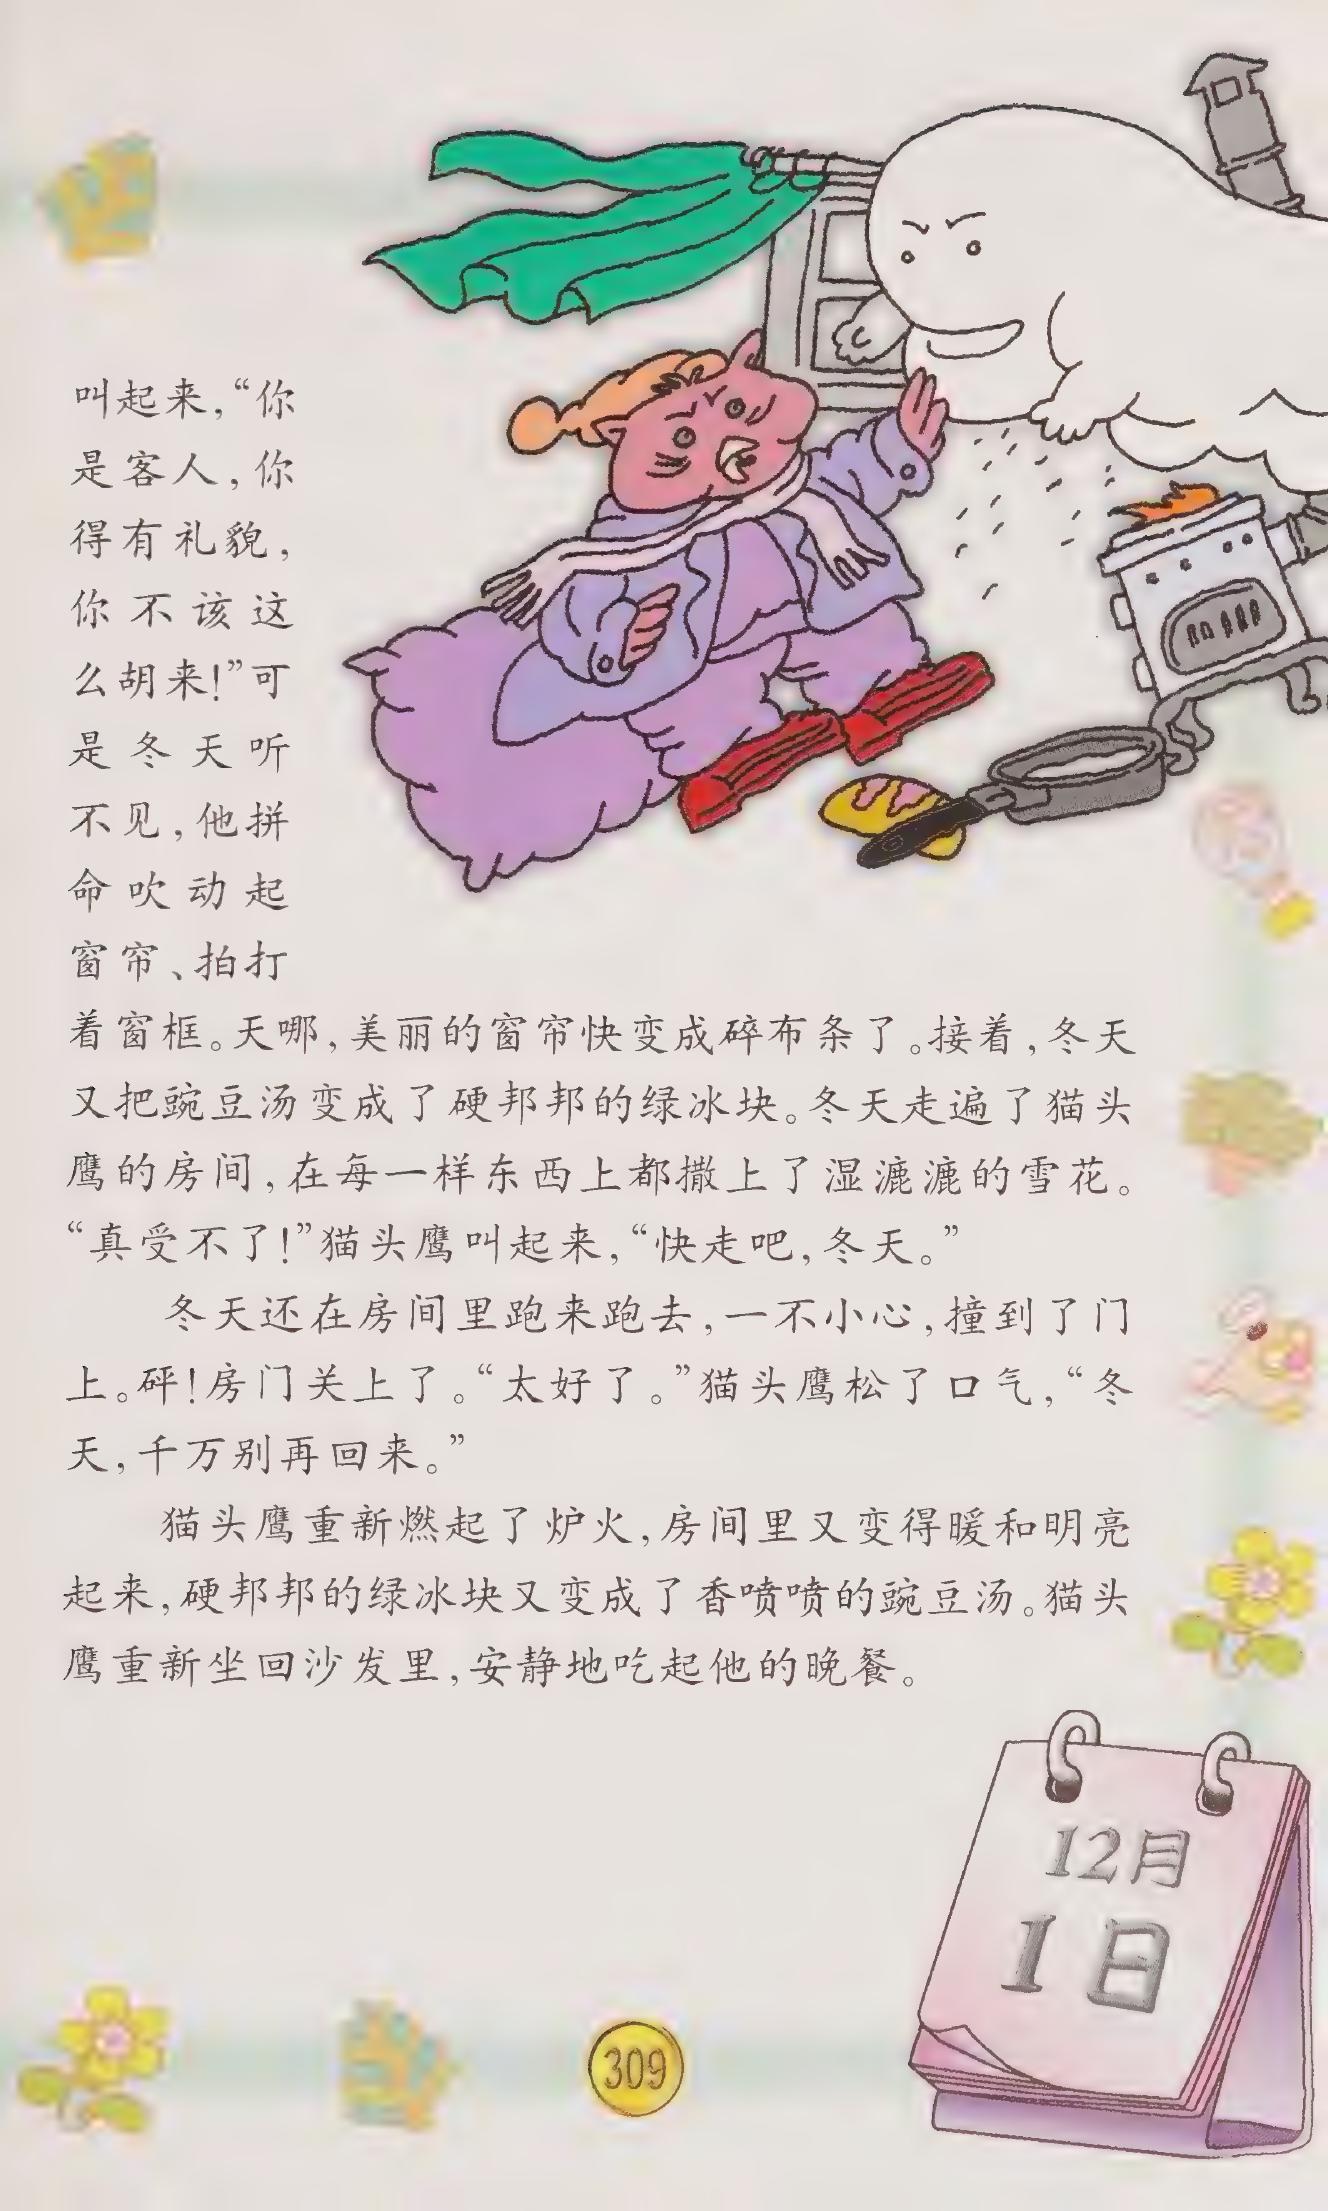 叫起来，“你
是客人，你
得有礼貌，
你不该这
么胡来！”可
是冬天听
不见，他拼
命吹动起
窗帘、拍打
着窗框。天哪，美丽的窗帘快变成碎布条了。接着，冬天
又把豌豆汤变成了硬邦邦的绿冰块。冬天走遍了猫头
鹰的房间，在每一样东西上都撒上了湿漉漉的雪花。
“真受不了！”猫头鹰叫起来，“快走吧，冬天。”
冬天还在房间里跑来跑去，一不小心，撞到了门
上。砰！房门关上了。“太好了。”猫头鹰松了口气，“冬
天，千万别再回来。”
猫头鹰重新燃起了炉火，房间里又变得暖和明亮
起来，硬邦邦的绿冰块又变成了香喷喷的豌豆汤。猫头
鹰重新坐回沙发里，安静地吃起他的晚餐。
12月
1日
309